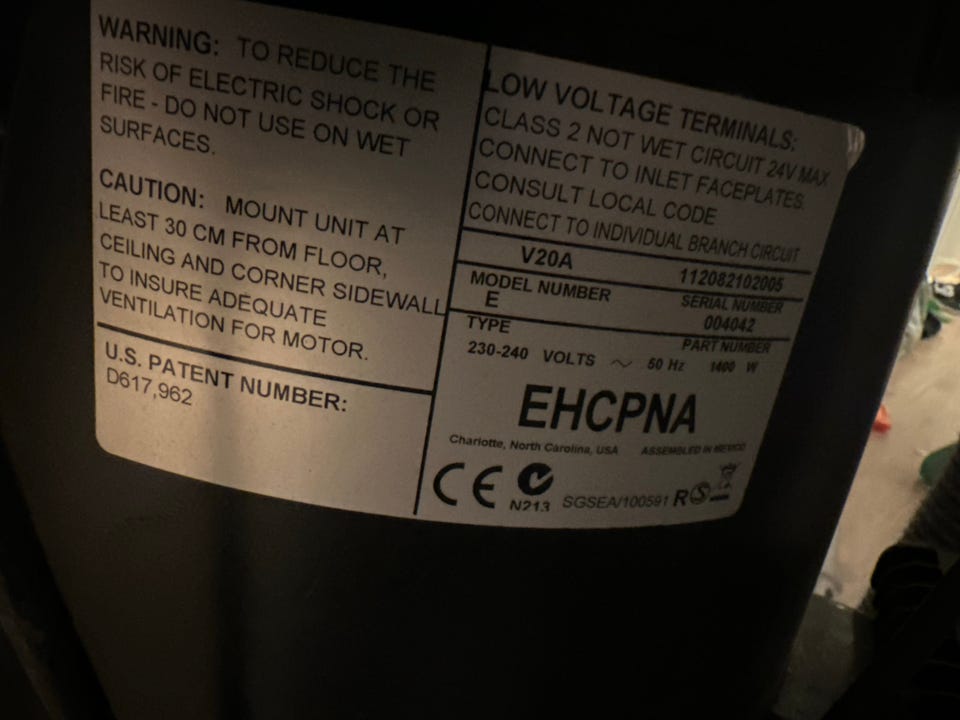 WARNING: TO REDUCE THE
RISK OF ELECTRIC SHOCK OR
FIRE - DO NOT USE ON WET
SURFACES.
CAUTION: MOUNT UNIT AT
LEAST 30 CM FROM FLOOR,
CEILING AND CORNER SIDEWALL
TO INSURE ADEQUATE
VENTILATION FOR MOTOR.
U.S. PATENT NUMBER:
D617,962
LOW VOLTAGE TERMINALS:
CLASS 2 NOT WET CIRCUIT 24V MAX
CONNECT TO INLET FACEPLATES
CONSULT LOCAL CODE
CONNECT TO INDIVIDUAL BRANCH CIRCUIT
V20A 112082102005
MODEL NUMBER SERIAL NUMBER
E 004042
TYPE PART NUMBER
230-240 VOLTS ~ 50 Hz 1400 W
EHCPNA
Charlotte, North Carolina, USA ASSEMBLED IN MEXICO
CE N213 SGSEA/100591 R S